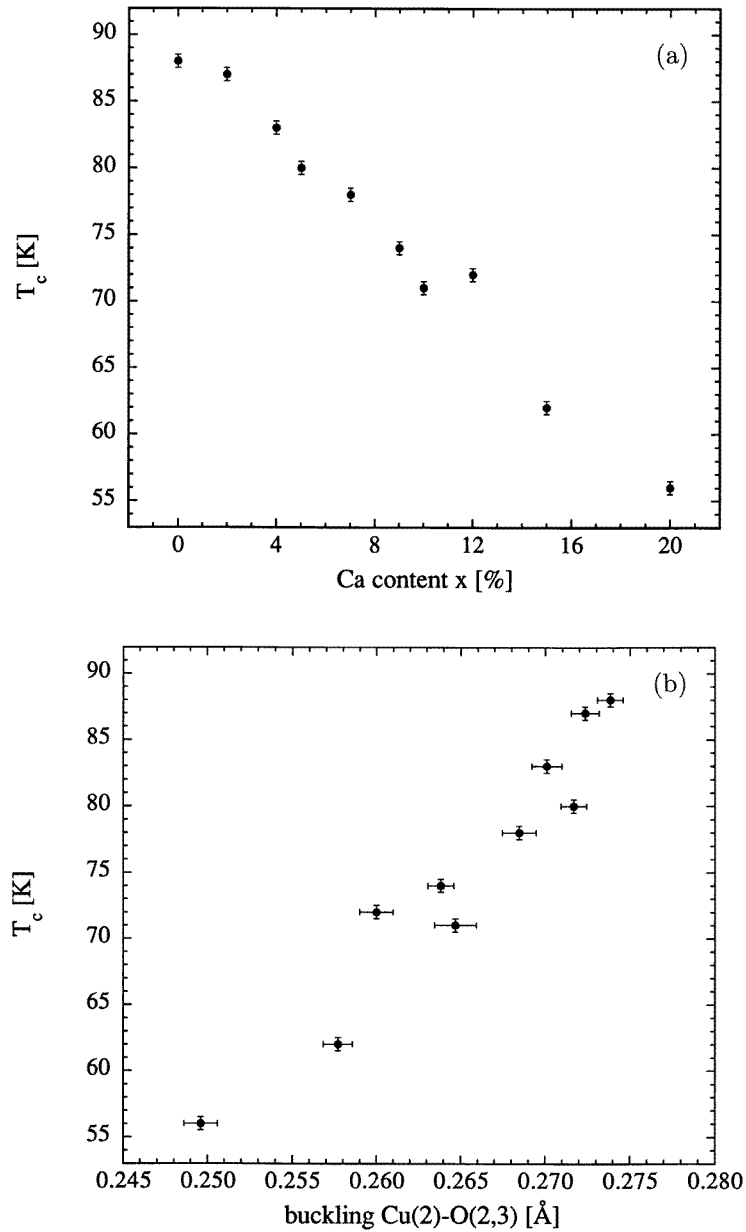 (a)
90
85
80
75
70
65
60
55
T_c [K]
0 4 8 12 16 20
Ca content x [%]
(b)
90
85
80
75
70
65
60
55
T_c [K]
0.245 0.250 0.255 0.260 0.265 0.270 0.275 0.280
buckling Cu(2)-O(2,3) [Å]